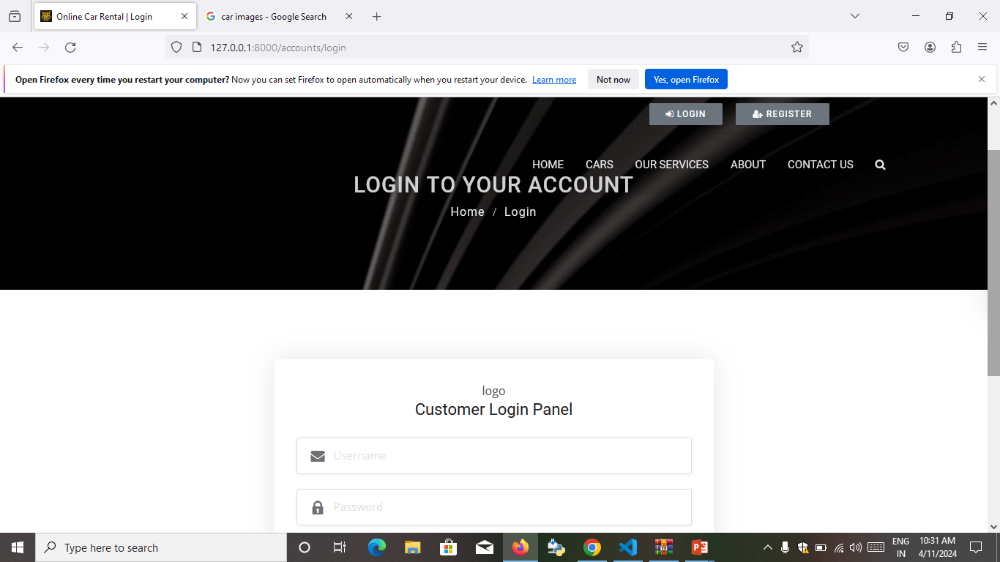 Online Car Rental | Login
car images - Google Search
127.0.0.1:8000/accounts/login
Open Firefox every time you restart your computer? Now you can set Firefox to open automatically when you restart your device. Learn more Not now Yes, open Firefox
LOGIN REGISTER
HOME CARS OUR SERVICES ABOUT CONTACT US
LOGIN TO YOUR ACCOUNT
Home / Login
logo
Customer Login Panel
Username
Password
Type here to search
ENG
IN
10:31 AM
4/11/2024